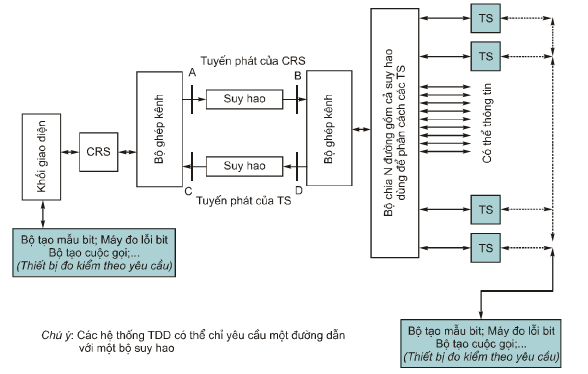 TS
TS
Tuyến phát của CRS
A
B
Suy hao
Bộ ghép kênh
Bộ ghép kênh
Bộ chia N đường gồm cả suy hao
dùng để phân cách các TS
Có thể thông tin
Khối giao diện
CRS
Suy hao
C
D
Tuyến phát của TS
TS
TS
Bộ tạo mẫu bit; Máy đo lỗi bit
Bộ tạo cuộc gọi;...
(Thiết bị đo kiểm theo yêu cầu)
Chú ý: Các hệ thống TDD có thể chỉ yêu cầu một đường dẫn
với một bộ suy hao
Bộ tạo mẫu bit; Máy đo lỗi bit
Bộ tạo cuộc gọi;...
(Thiết bị đo kiểm theo yêu cầu)